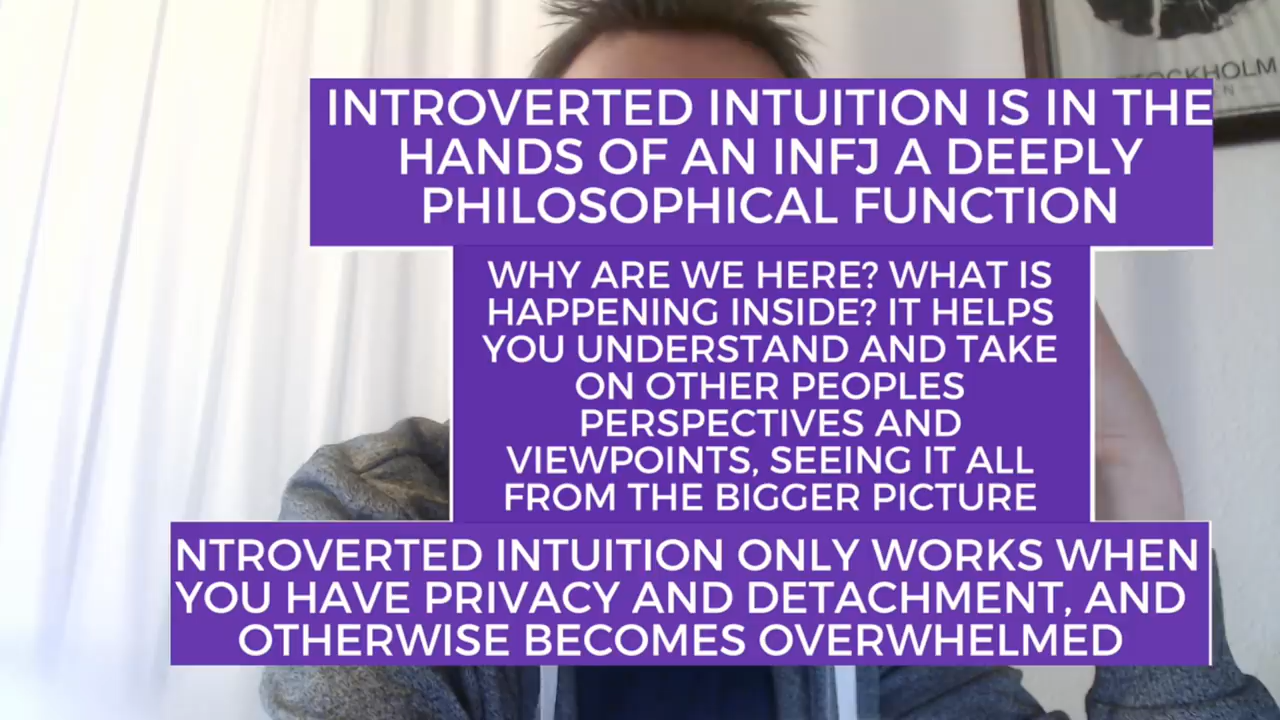 STOCKHOLM
INTROVERTED INTUITION IS IN THE
HANDS OF AN INFJ A DEEPLY
PHILOSOPHICAL FUNCTION
WHY ARE WE HERE? WHAT IS
HAPPENING INSIDE? IT HELPS
YOU UNDERSTAND AND TAKE
ON OTHER PEOPLES
PERSPECTIVES AND
VIEWPOINTS, SEEING IT ALL
FROM THE BIGGER PICTURE
NTROVERTED INTUITION ONLY WORKS WHEN
YOU HAVE PRIVACY AND DETACHMENT, AND
OTHERWISE BECOMES OVERWHELMED